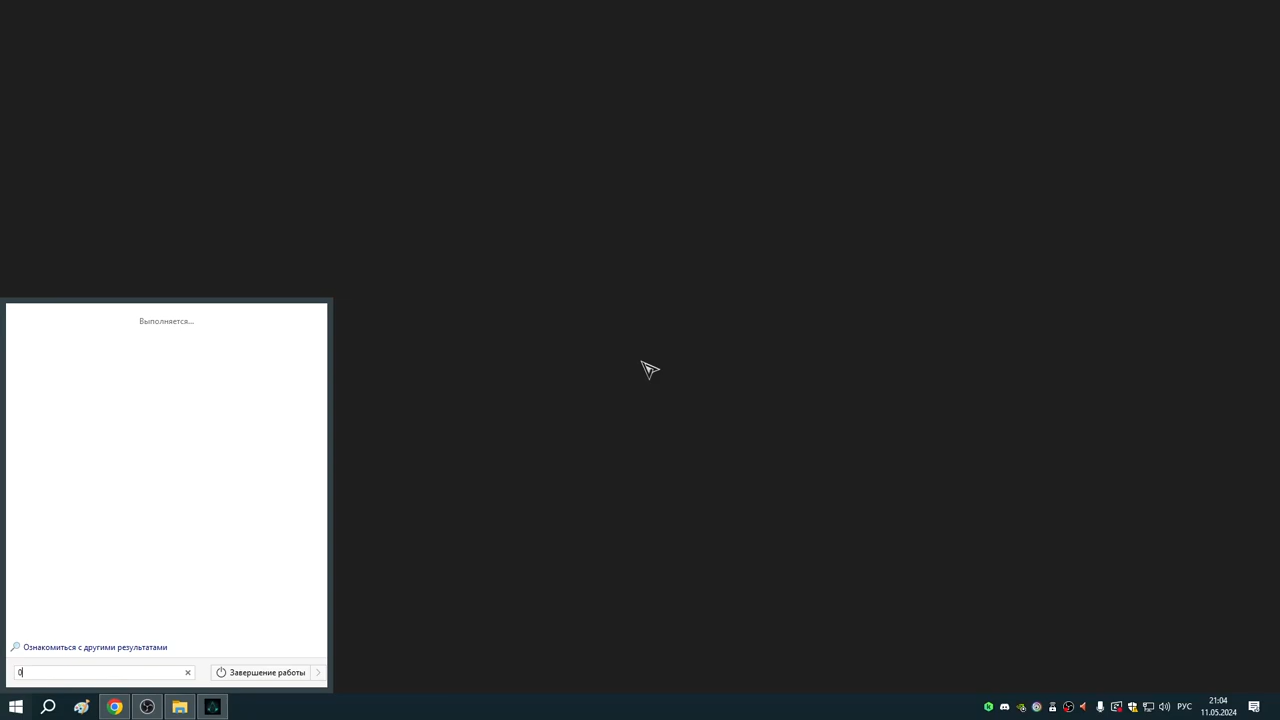 Выполняется...
Ознакомиться с другими результатами
0
Завершение работы
РУС
21:04
11.05.2024